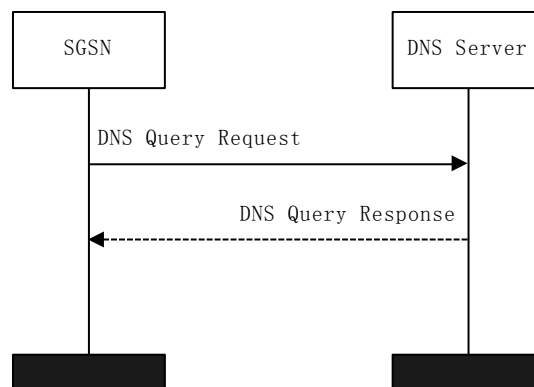 SGSN
DNS Server
DNS Query Request
DNS Query Response